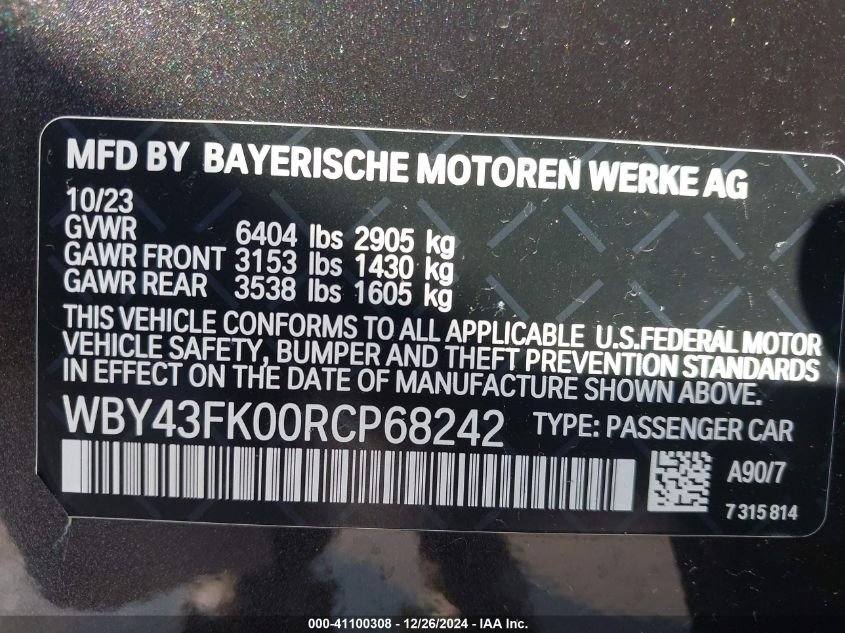 MFD BY BAYERISCHE MOTOREN WERKE AG
10/23
GVWR 6404 lbs 2905 kg
GAWR FRONT 3153 lbs 1430 kg
GAWR REAR 3538 lbs 1605 kg
THIS VEHICLE CONFORMS TO ALL APPLICABLE U.S.FEDERAL MOTOR
VEHICLE SAFETY, BUMPER AND THEFT PREVENTION STANDARDS
IN EFFECT ON THE DATE OF MANUFACTURE SHOWN ABOVE.
WBY43FK00RCP68242 TYPE: PASSENGER CAR
A90/7
7 315 814
000-41100308 - 12/26/2024 - IAA Inc.